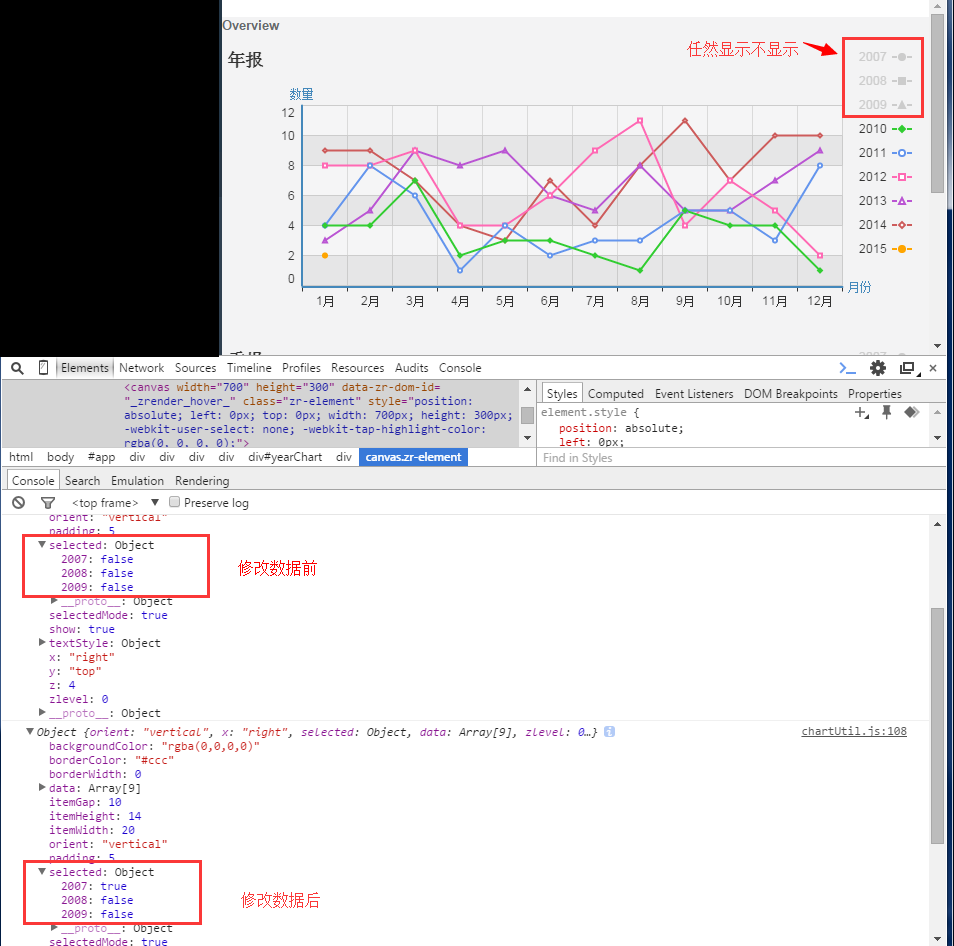 Overview
年报
任然显示不显示
数量
12
10
8
6
4
2
0
1月 2月 3月 4月 5月 6月 7月 8月 9月 10月 11月 12月
月份
2007
2008
2009
2010
2011
2012
2013
2014
2015
Elements Network Sources Timeline Profiles Resources Audits Console
<canvas width="700" height="300" data-zr-dom-id=
"_zrender_hover_" class="zr-element" style="position:
absolute; left: 0px; top: 0px; width: 700px; height: 300px;
-webkit-user-select: none; -webkit-tap-highlight-color:
rgba(0, 0, 0, 0);">
Styles Computed Event Listeners DOM Breakpoints Properties
element.style {
position: absolute;
left: 0px;
html body #app div div div div div#yearChart div canvas.zr-element
Find in Styles
Console Search Emulation Rendering
<top frame> ▼ Preserve log
orient: "vertical"
padding: 5
▼selected: Object
2007: false
2008: false
2009: false
修改数据前
▶__proto__: Object
selectedMode: true
show: true
▶textStyle: Object
x: "right"
y: "top"
z: 4
zlevel: 0
▶__proto__: Object
▼Object {orient: "vertical", x: "right", selected: Object, data: Array[9], zlevel: 0…}
chartUtil.js:108
backgroundColor: "rgba(0,0,0,0)"
borderColor: "#ccc"
borderWidth: 0
▶data: Array[9]
itemGap: 10
itemHeight: 14
itemWidth: 20
orient: "vertical"
padding: 5
▼selected: Object
2007: true
2008: false
2009: false
修改数据后
▶__proto__: Object
selectedMode: true